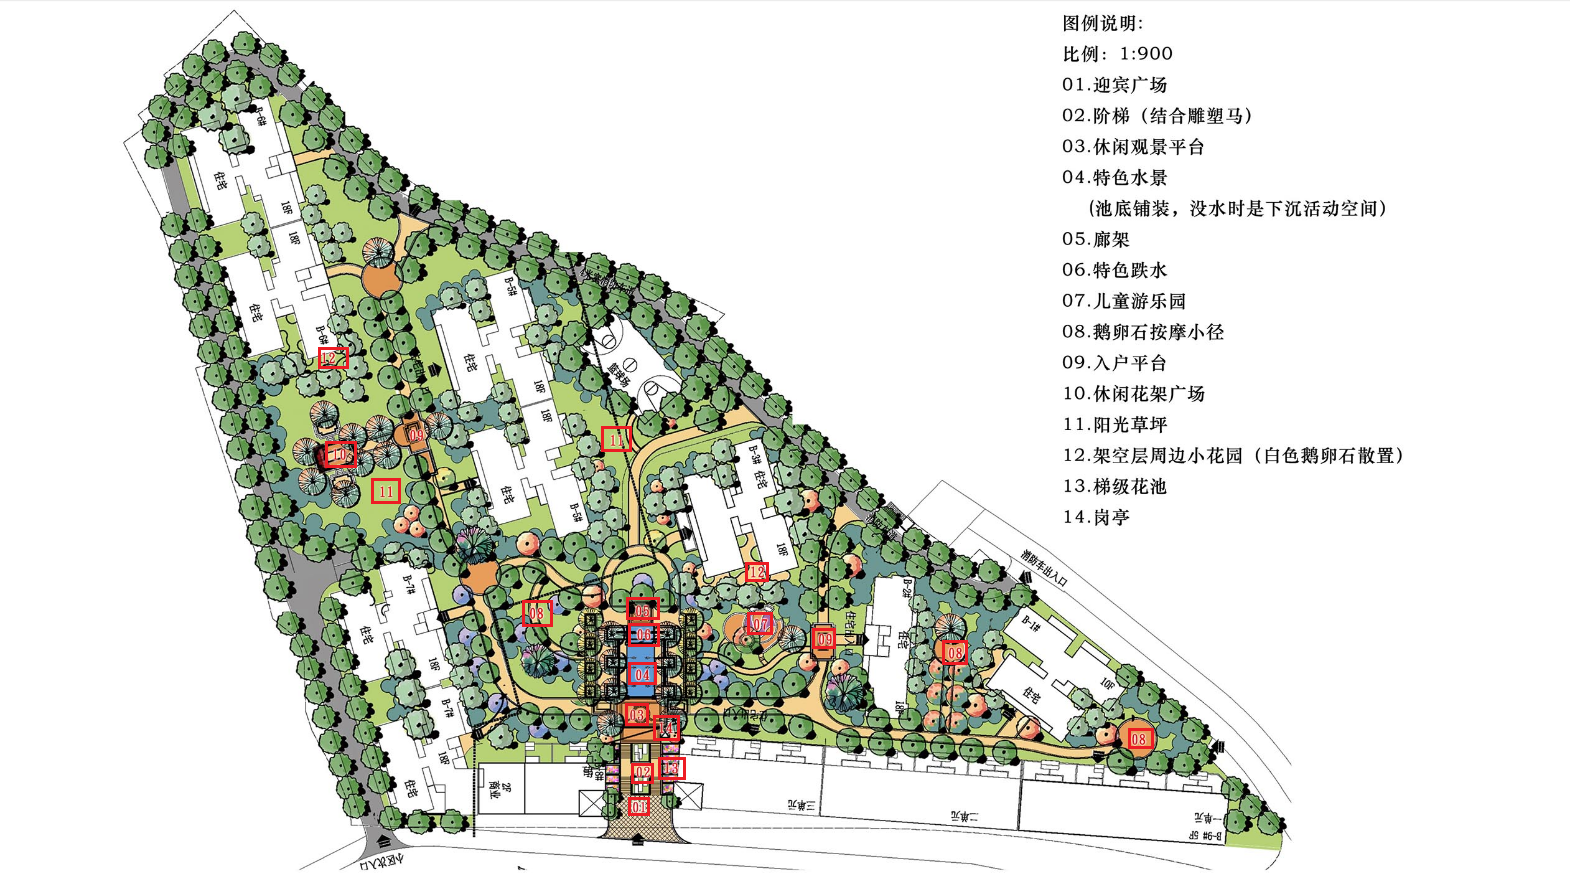 图例说明:
比例: 1:900
01.迎宾广场
02.阶梯（结合雕塑马）
03.休闲观景平台
04.特色水景
(池底铺装，没水时是下沉活动空间）
05.廊架
06.特色跌水
07.儿童游乐园
08.鹅卵石按摩小径
09.入户平台
10.休闲花架广场
11.阳光草坪
12.架空层周边小花园（白色鹅卵石散置）
13.梯级花池
14.岗亭
B-6#
住宅
18F
18F
住宅
B-6#
12
B-5#
住宅
18F
18F
篮球场
09
10
11
11
住宅
B-5#
B-3#
住宅
18F
12
消防车出入口
B-7#
住宅
18F
08
05
06
04
07
09
B-2#
住宅
18F
08
B-1#
住宅
10F
08
B-7#
18F
住宅
03
14
02
13
01
2F
商业
三单元
二单元
一单元
B-9# 5F
小区次入口